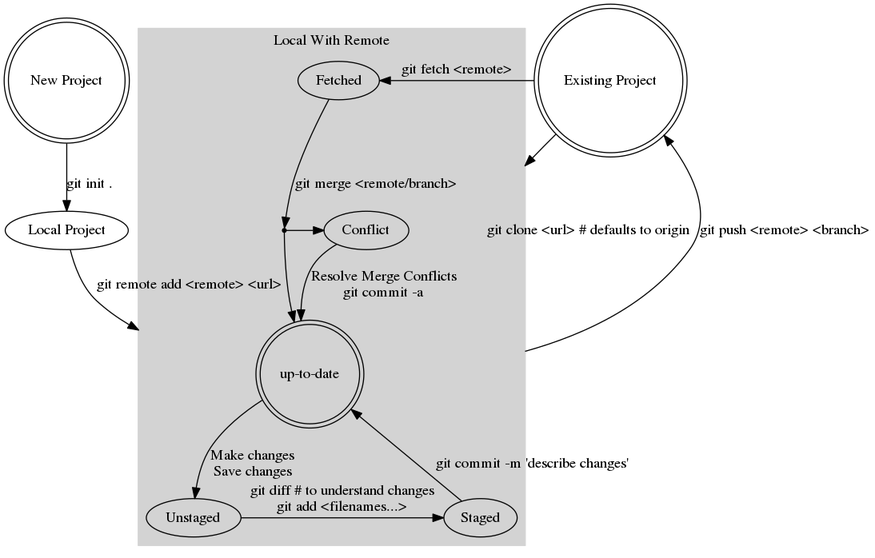 Local With Remote
New Project
Fetched
git fetch <remote>
Existing Project
git init .
git merge <remote/branch>
Local Project
Conflict
git clone <url> # defaults to origin
git push <remote> <branch>
git remote add <remote> <url>
Resolve Merge Conflicts
git commit -a
up-to-date
Make changes
Save changes
git commit -m 'describe changes'
git diff # to understand changes
git add <filenames...>
Unstaged
Staged